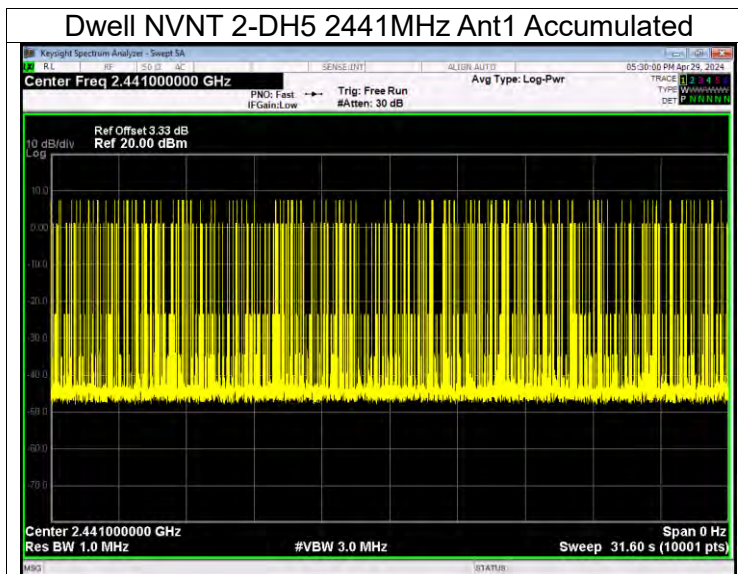 Dwell NVNT 2-DH5 2441MHz Ant1 Accumulated
Keysight Spectrum Analyzer - Swept SA
RL RF 50 Ω AC SENSE:INT ALIGN AUTO 05:30:00 PM Apr 29, 2024
Center Freq 2.441000000 GHz Avg Type: Log-Pwr TRACE 1 2 3 4 5 6
PNO: Fast Trig: Free Run TYPE W
IFGain:Low #Atten: 30 dB DET P N N N N N
Ref Offset 3.33 dB
10 dB/div Ref 20.00 dBm
Log
10.0
0.00
-10.0
-20.0
-30.0
-40.0
-50.0
-60.0
-70.0
Center 2.441000000 GHz Span 0 Hz
Res BW 1.0 MHz #VBW 3.0 MHz Sweep 31.60 s (10001 pts)
MSG STATUS